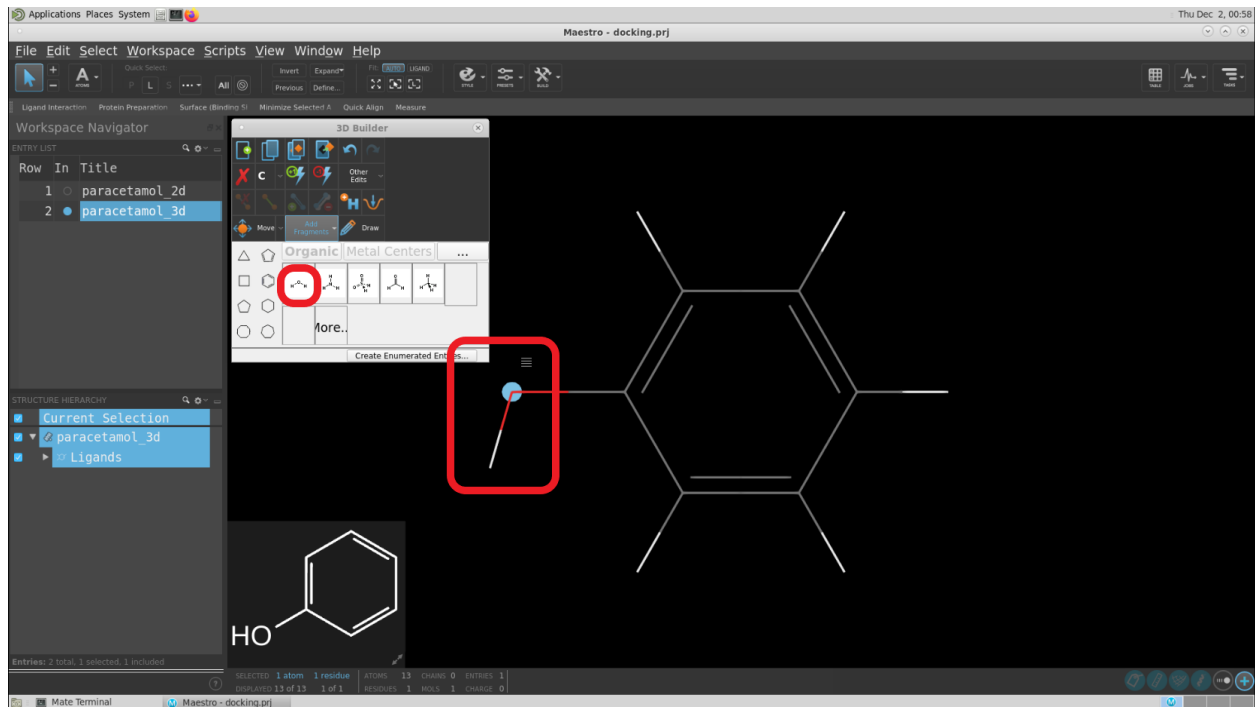 Applications Places System
Thu Dec 2, 00:58
Maestro - docking.prj
File Edit Select Workspace Scripts View Window Help
Quick Select:
Invert Expand
Fit: AUTO LIGAND
ATOMS
P L S All
Previous Define...
STYLE PRESETS BUILD
TABLE JOBS TASKS
Ligand Interaction Protein Preparation Surface (Binding Si Minimize Selected A Quick Align Measure
Workspace Navigator
3D Builder
ENTRY LIST
Row In Title
1 paracetamol_2d
2 paracetamol_3d
C
Other
Edits
H
Move
Add
Fragments
Draw
Organic Metal Centers ...
More..
Create Enumerated Entries...
STRUCTURE HIERARCHY
Current Selection
paracetamol_3d
Ligands
HO
Entries: 2 total, 1 selected, 1 included
SELECTED 1 atom 1 residue ATOMS 13 CHAINS 0 ENTRIES 1
DISPLAYED 13 of 13 1 of 1 RESIDUES 1 MOLS 1 CHARGE 0
Mate Terminal
Maestro - docking.prj